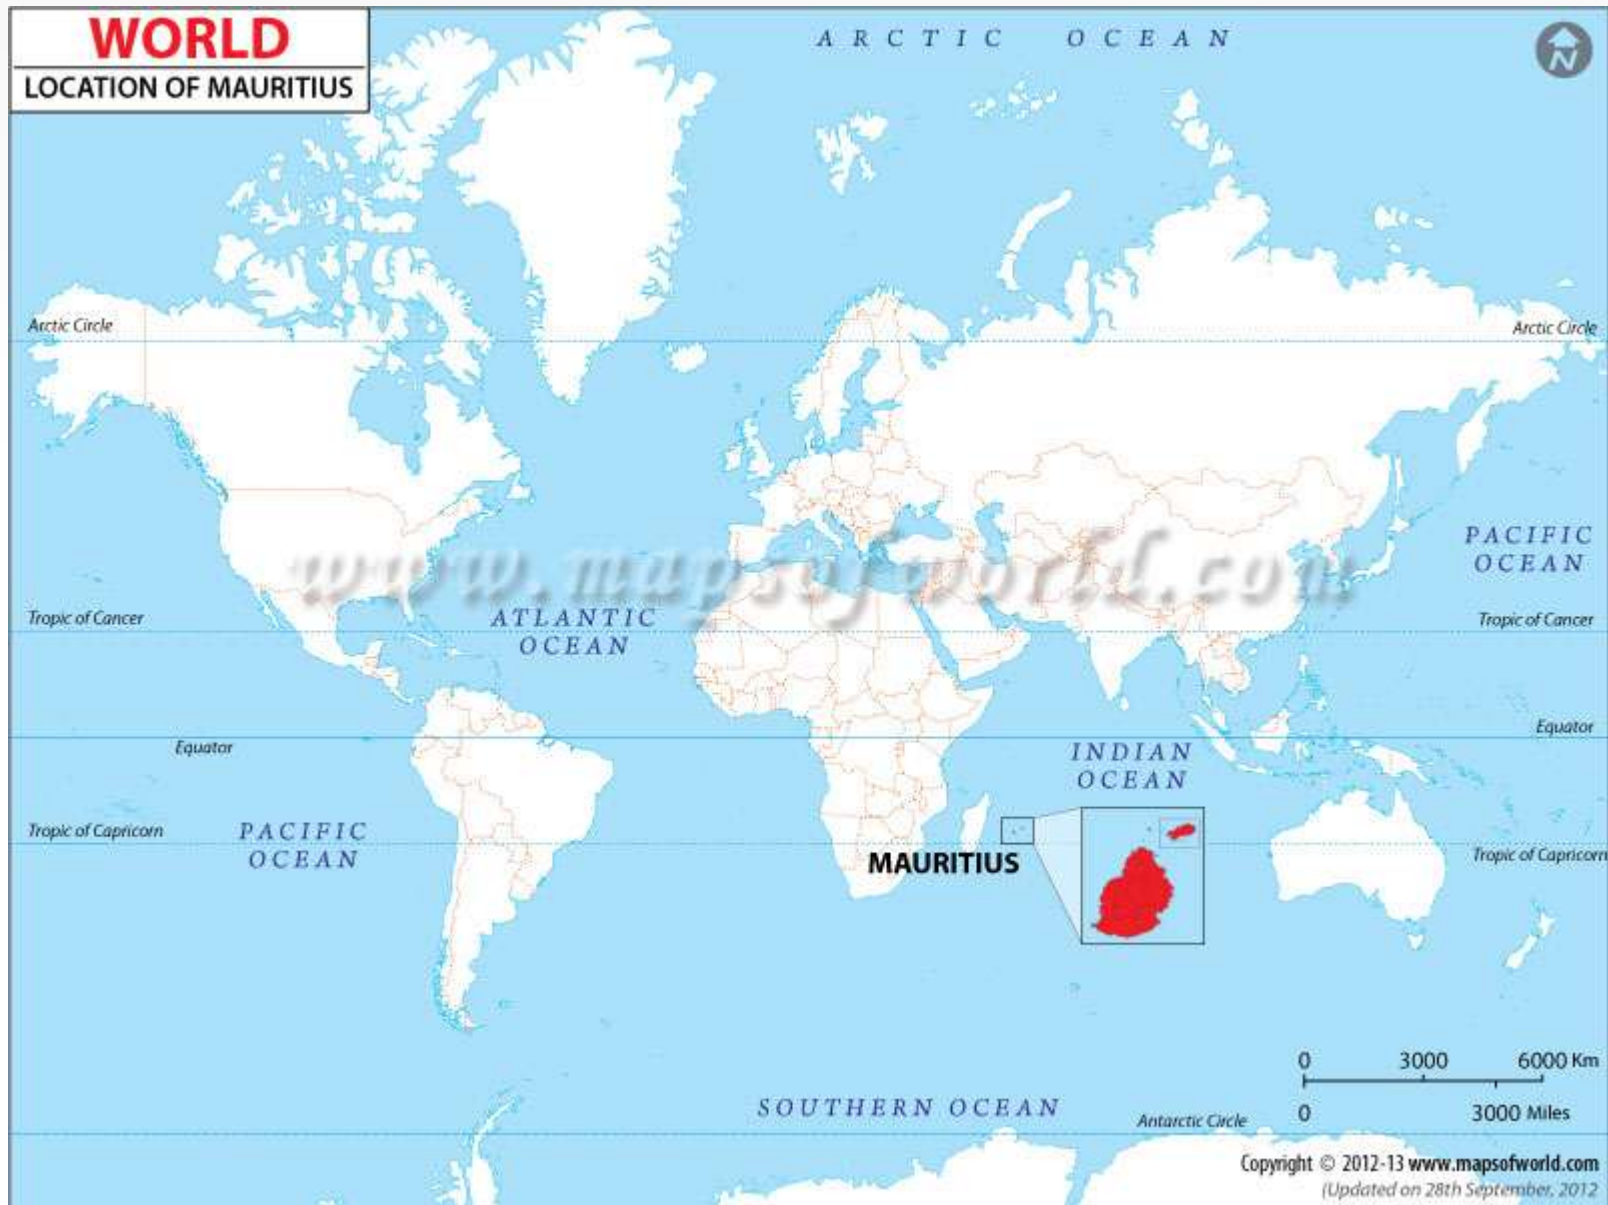 WORLD
LOCATION OF MAURITIUS
ARCTIC OCEAN
N
Arctic Circle
Arctic Circle
www.mapsofworld.com
PACIFIC
OCEAN
ATLANTIC
OCEAN
Tropic of Cancer
Tropic of Cancer
Equator
Equator
INDIAN
OCEAN
Tropic of Capricorn
PACIFIC
OCEAN
MAURITIUS
Tropic of Capricorn
0 3000 6000 Km
0 3000 Miles
SOUTHERN OCEAN
Antarctic Circle
Copyright © 2012-13 www.mapsofworld.com
(Updated on 28th September, 2012